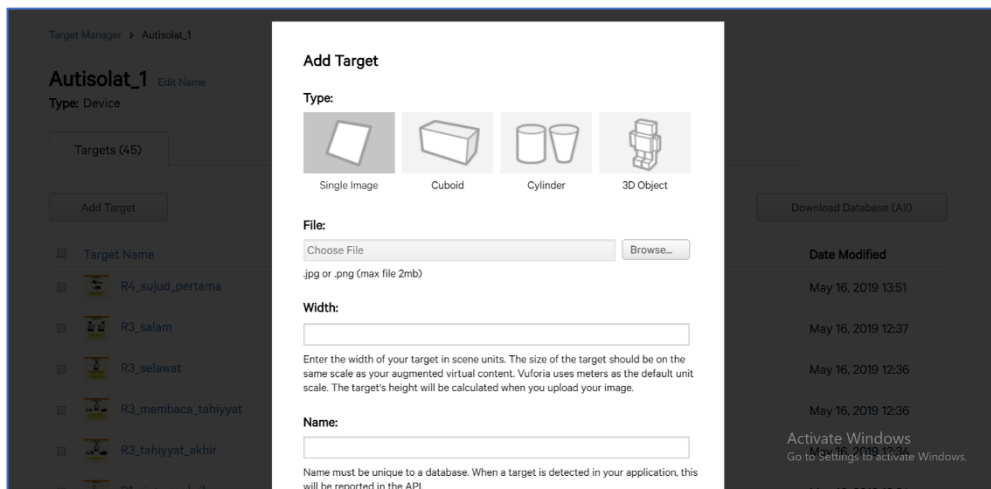 Target Manager > Autisolat_1
Autisolat_1 Edit Name
Type: Device
Targets (45)
Add Target
Download Database (All)
Target Name
Date Modified
R4_sujud_pertama
May 16, 2019 13:51
R3_salam
May 16, 2019 12:37
R3_selawat
May 16, 2019 12:36
R3_membaca_tahiyyat
May 16, 2019 12:36
R3_tahiyyat_akhir
May 16, 2019 12:34
Add Target
Type:
Single Image
Cuboid
Cylinder
3D Object
File:
Choose File
Browse...
.jpg or .png (max file 2mb)
Width:
Enter the width of your target in scene units. The size of the target should be on the
same scale as your augmented virtual content. Vuforia uses meters as the default unit
scale. The target's height will be calculated when you upload your image.
Name:
Name must be unique to a database. When a target is detected in your application, this
will be reported in the API.
Activate Windows
Go to Settings to activate Windows.